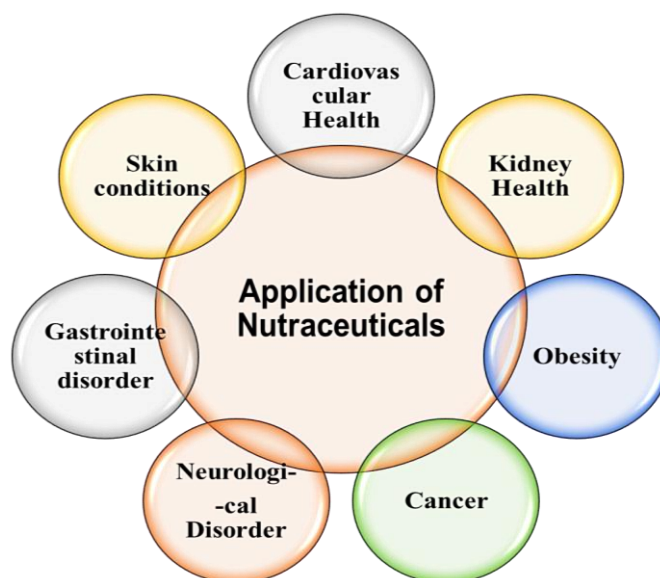 Cardiovas
cular
Health
Skin
conditions
Kidney
Health
Application of
Nutraceuticals
Gastrointe
stinal
disorder
Obesity
Neurologi-
-cal
Disorder
Cancer